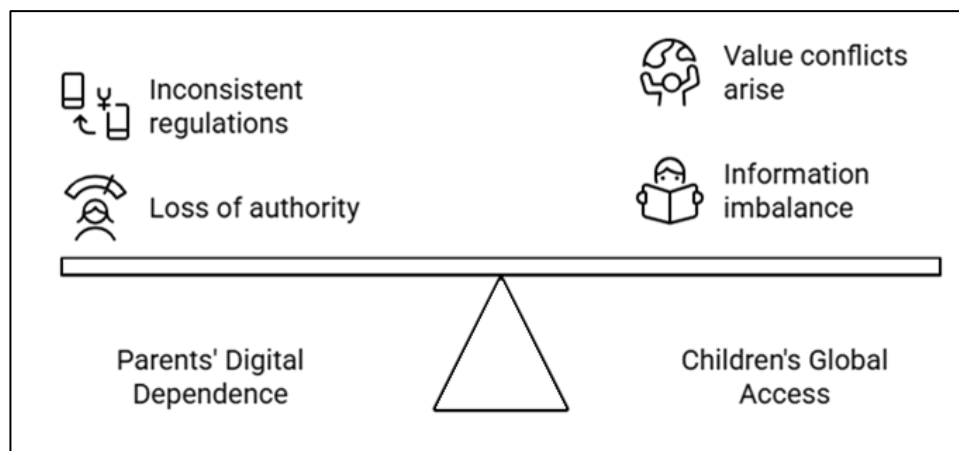 Inconsistent
regulations
Loss of authority
Value conflicts
arise
Information
imbalance
Parents' Digital
Dependence
Children's Global
Access